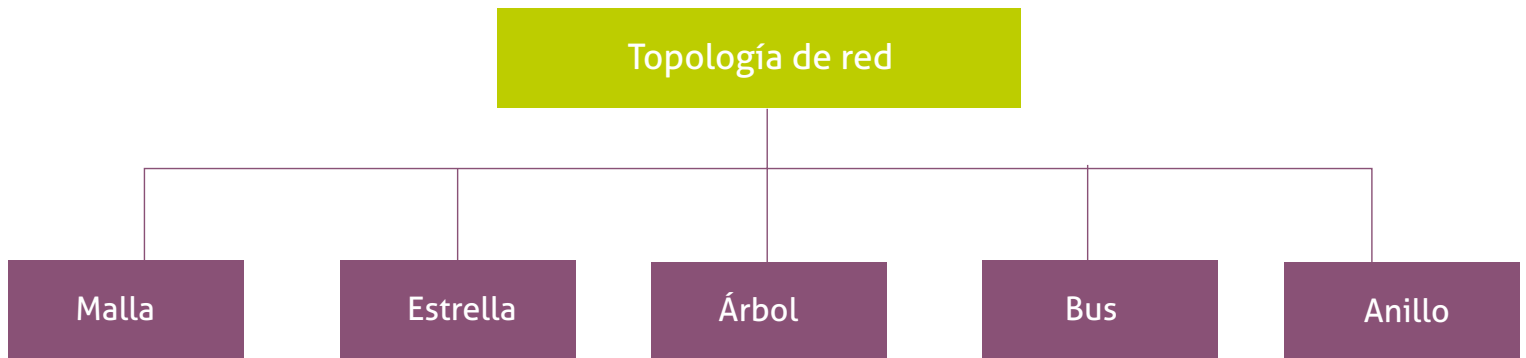 Topología de red
Malla
Estrella
Árbol
Bus
Anillo